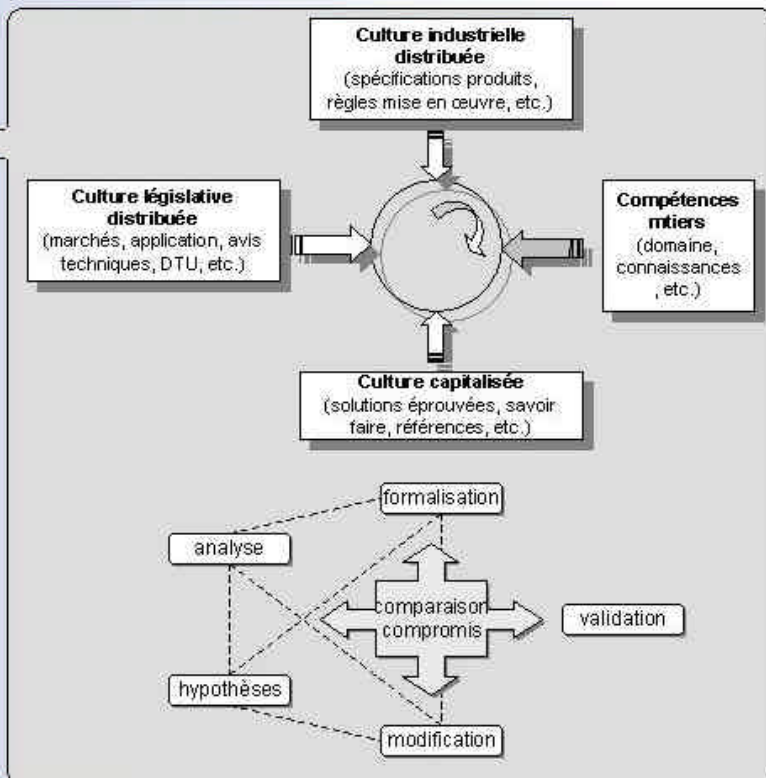 Culture industrielle
distribuée
(spécifications produits,
règles mise en œuvre, etc.)
Culture législative
distribuée
(marchés, application, avis
techniques, DTU, etc.)
Compétences
mtiers
(domaine,
connaissances
, etc.)
Culture capitalisée
(solutions éprouvées, savoir
faire, références, etc.)
formalisation
analyse
comparaison
compromis
validation
hypothèses
modification